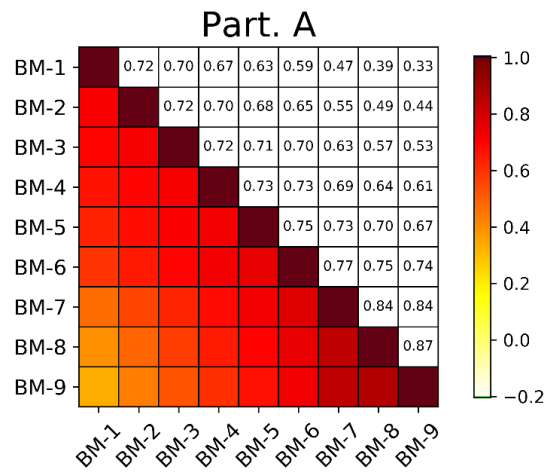 Part. A
BM-1 0.72 0.70 0.67 0.63 0.59 0.47 0.39 0.33
BM-2 0.72 0.70 0.68 0.65 0.55 0.49 0.44
BM-3 0.72 0.71 0.70 0.63 0.57 0.53
BM-4 0.73 0.73 0.69 0.64 0.61
BM-5 0.75 0.73 0.70 0.67
BM-6 0.77 0.75 0.74
BM-7 0.84 0.84
BM-8 0.87
BM-9
BM-1 BM-2 BM-3 BM-4 BM-5 BM-6 BM-7 BM-8 BM-9
1.0
0.8
0.6
0.4
0.2
0.0
−0.2